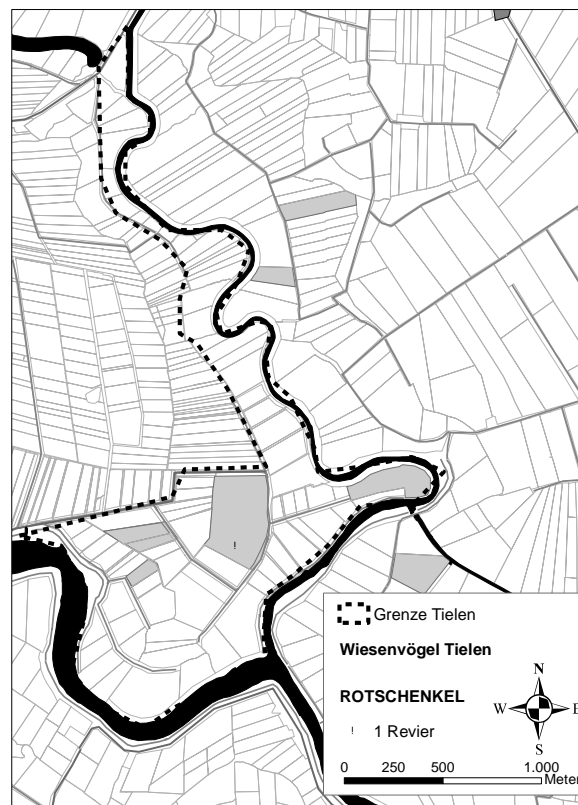 !
Grenze Tielen
Wiesenvögel Tielen
ROTSCHENKEL
! 1 Revier
N
W E
S
0 250 500 1.000
Meter